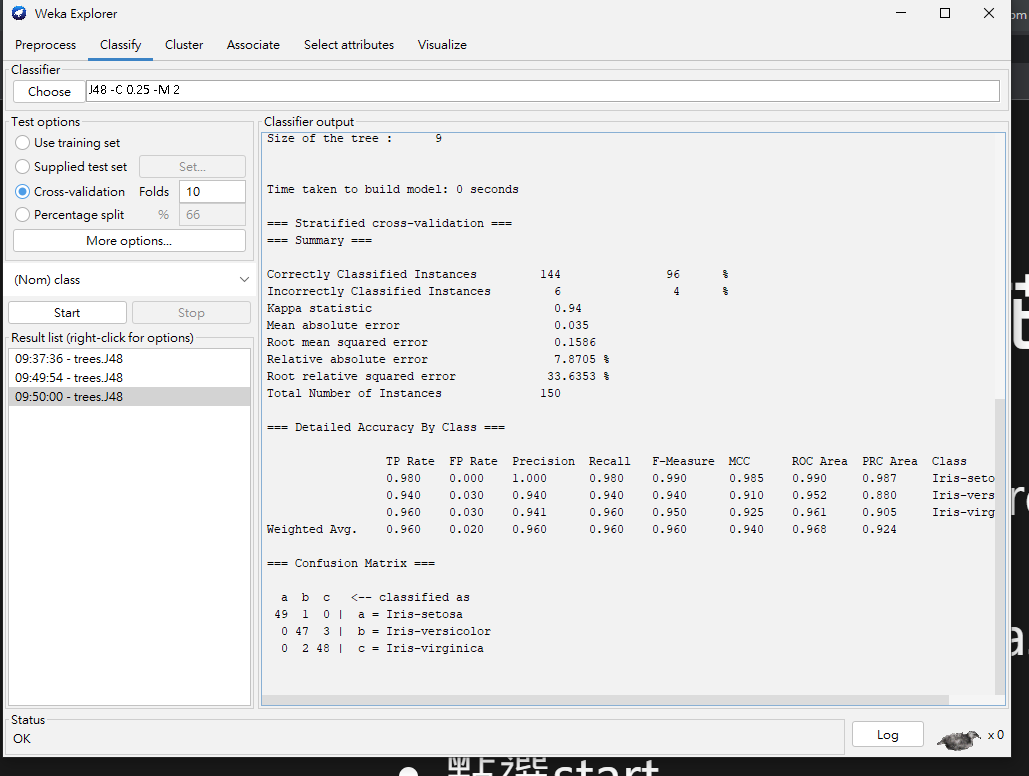 Weka Explorer
Preprocess Classify Cluster Associate Select attributes Visualize
Classifier
Choose J48 -C 0.25 -M 2
Test options
Use training set
Supplied test set Set...
Cross-validation Folds 10
Percentage split % 66
More options...
(Nom) class
Start Stop
Result list (right-click for options)
09:37:36 - trees.J48
09:49:54 - trees.J48
09:50:00 - trees.J48
Classifier output
Size of the tree : 9
Time taken to build model: 0 seconds
=== Stratified cross-validation ===
=== Summary ===
Correctly Classified Instances 144 96 %
Incorrectly Classified Instances 6 4 %
Kappa statistic 0.94
Mean absolute error 0.035
Root mean squared error 0.1586
Relative absolute error 7.8705 %
Root relative squared error 33.6353 %
Total Number of Instances 150
=== Detailed Accuracy By Class ===
TP Rate FP Rate Precision Recall F-Measure MCC ROC Area PRC Area Class
0.980 0.000 1.000 0.980 0.990 0.985 0.990 0.987 Iris-seto
0.940 0.030 0.940 0.940 0.940 0.910 0.952 0.880 Iris-vers
0.960 0.030 0.941 0.960 0.950 0.925 0.961 0.905 Iris-virg
Weighted Avg. 0.960 0.020 0.960 0.960 0.960 0.940 0.968 0.924
=== Confusion Matrix ===
a b c <-- classified as
49 1 0 | a = Iris-setosa
0 47 3 | b = Iris-versicolor
0 2 48 | c = Iris-virginica
Status
OK
Log x 0
點選start